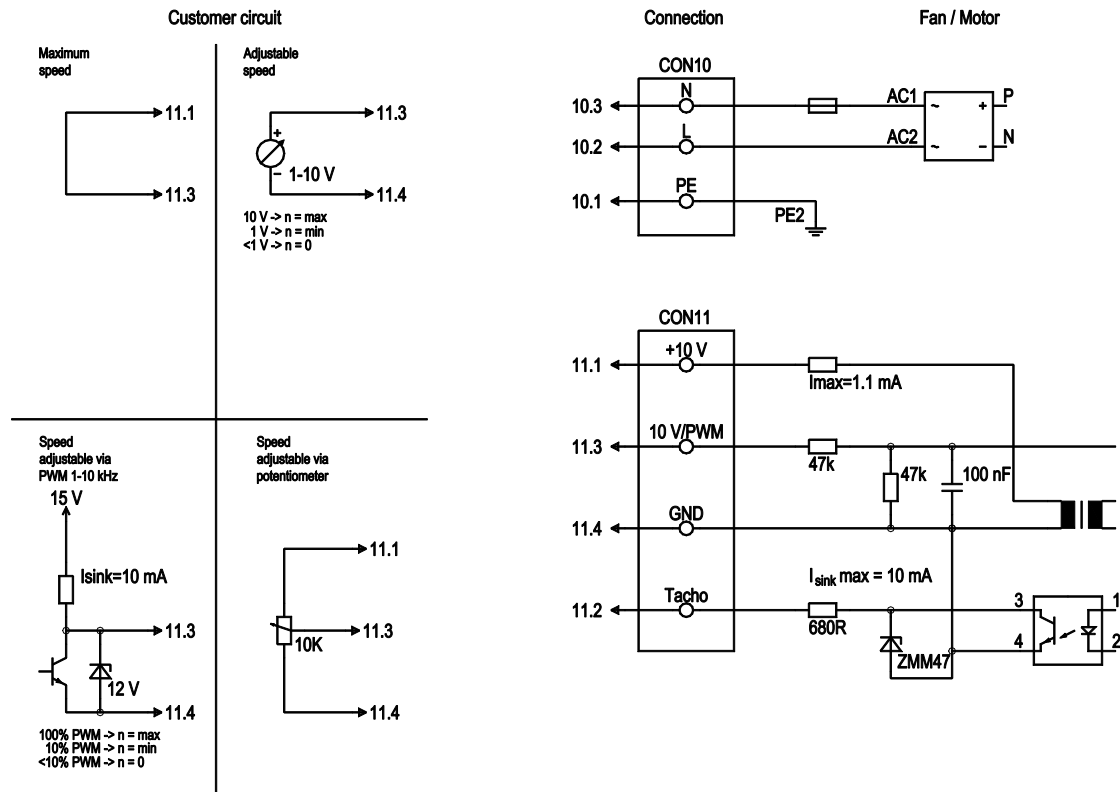 Customer circuit
Connection
Fan / Motor
Maximum
speed
11.1
11.3
Adjustable
speed
11.3
+
−
1-10 V
11.4
10 V -> n = max
1 V -> n = min
<1 V -> n = 0
CON10
10.3
N
AC1
~
+
P
10.2
L
AC2
~
−
N
10.1
PE
PE2
CON11
11.1
+10 V
Imax=1.1 mA
11.3
10 V/PWM
47k
47k
100 nF
11.4
GND
Isink max = 10 mA
11.2
Tacho
680R
ZMM47
3
4
1
2
Speed
adjustable via
PWM 1-10 kHz
15 V
Isink=10 mA
11.3
12 V
11.4
100% PWM -> n = max
10% PWM -> n = min
<10% PWM -> n = 0
Speed
adjustable via
potentiometer
11.1
11.3
10K
11.4